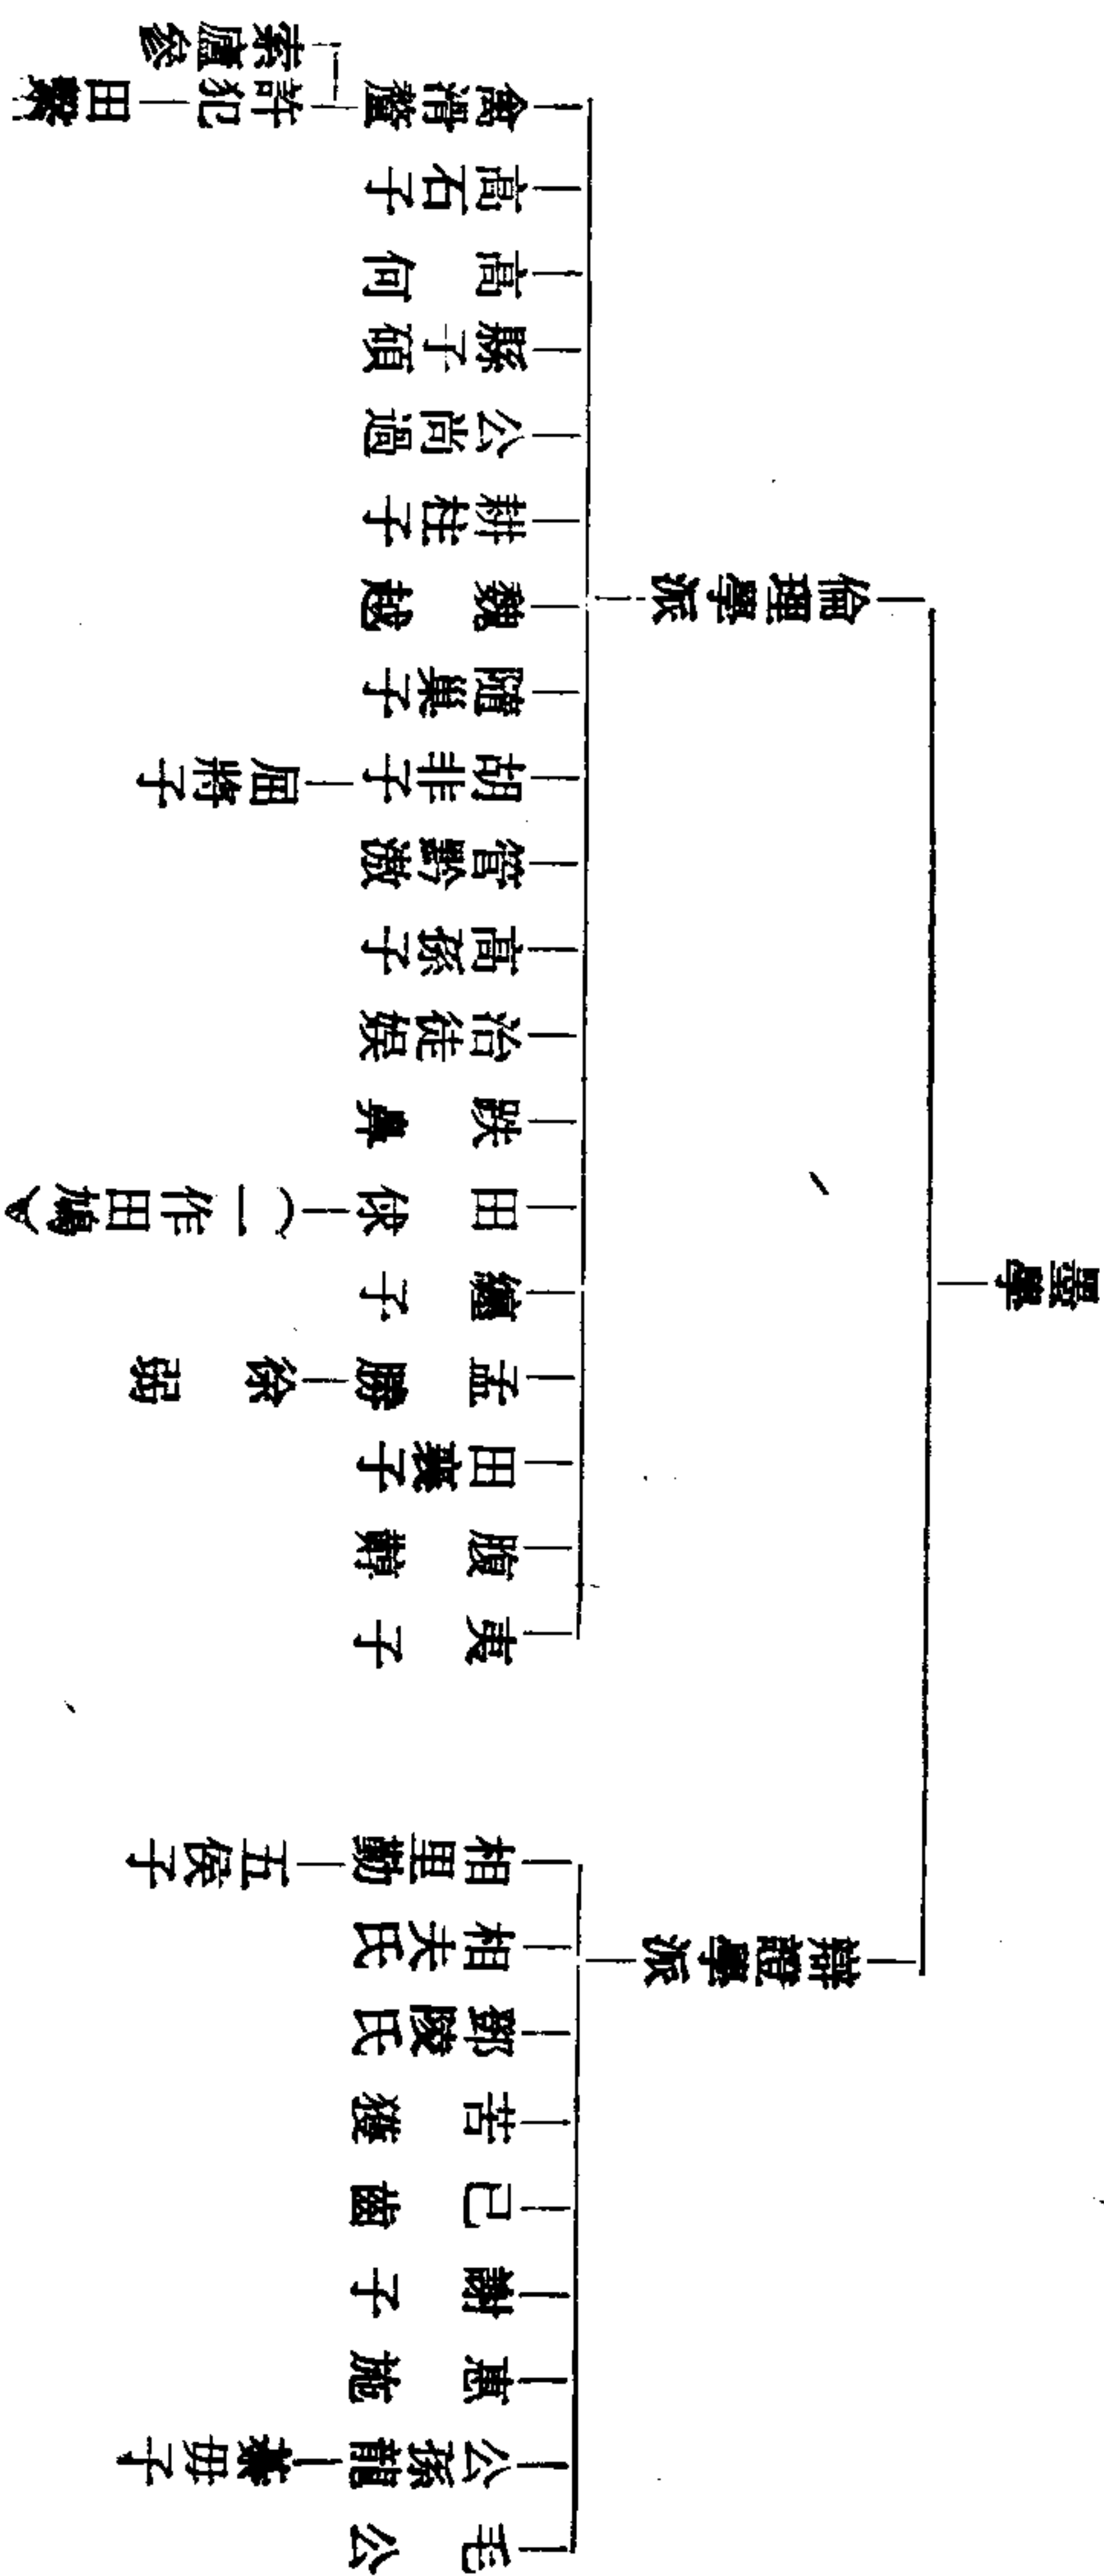 墨學
倫理學派
禽滑釐
許犯
田繫
索廬參
高石子
高何
縣子碩
公尚過
耕柱子
魏越
隨巢子
胡非子
屈將子
管黔滶
高孫子
治徒娛
跌鼻
田俅
(一作田鳩)
纏子
孟勝
徐弱
田襄子
腹䵍
夷子
辯證學派
相里勤
五侯子
相夫氏
鄧陵氏
苦獲
已齒
謝子
惠施
公孫龍
綦毋子
毛公